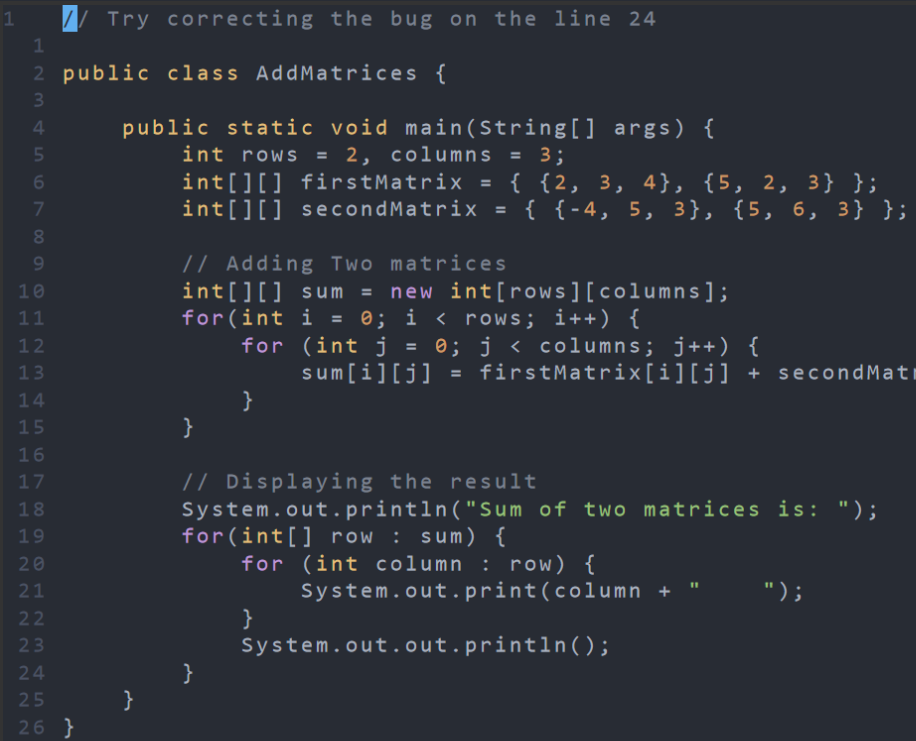 1 // Try correcting the bug on the line 24
1
2 public class AddMatrices {
3
4 public static void main(String[] args) {
5 int rows = 2, columns = 3;
6 int[][] firstMatrix = { {2, 3, 4}, {5, 2, 3} };
7 int[][] secondMatrix = { {-4, 5, 3}, {5, 6, 3} };
8
9 // Adding Two matrices
10 int[][] sum = new int[rows][columns];
11 for(int i = 0; i < rows; i++) {
12 for (int j = 0; j < columns; j++) {
13 sum[i][j] = firstMatrix[i][j] + secondMat
14 }
15 }
16
17 // Displaying the result
18 System.out.println("Sum of two matrices is: ");
19 for(int[] row : sum) {
20 for (int column : row) {
21 System.out.print(column + "    ");
22 }
23 System.out.out.println();
24 }
25 }
26 }